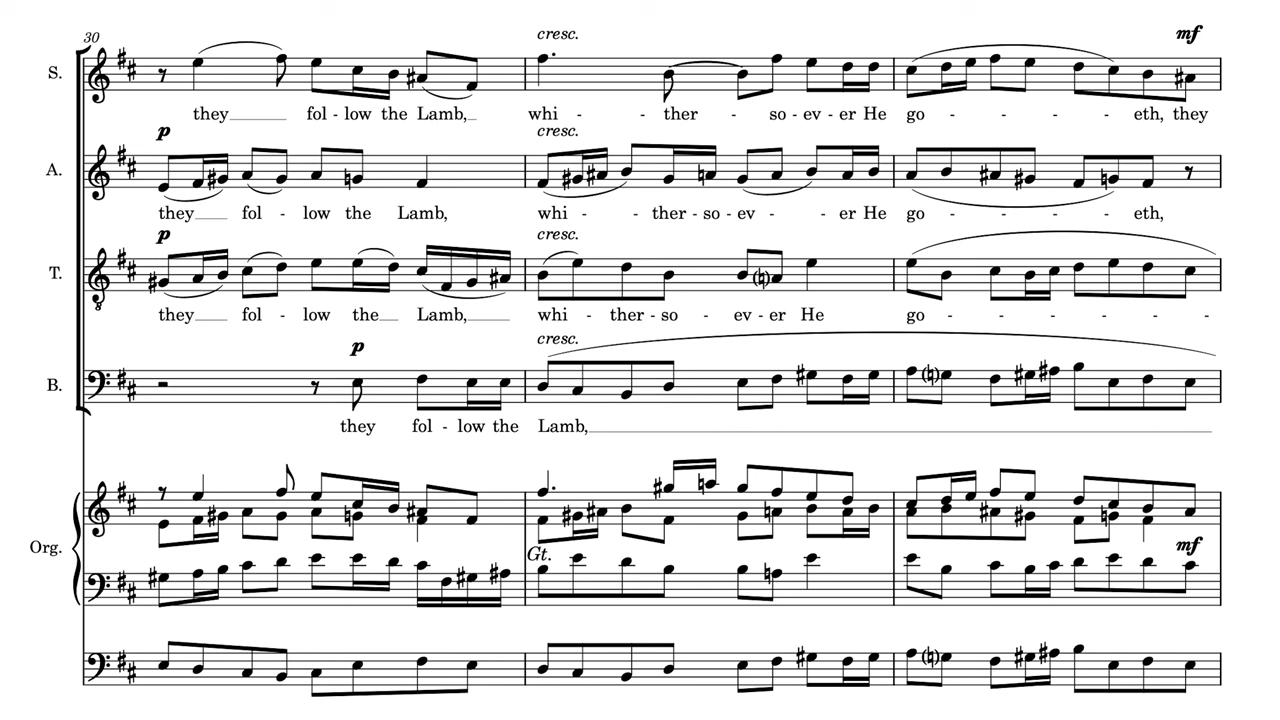 30
cresc.
mf
S.
they fol - low the Lamb, whi - - ther - so - ev - er He go - - - - eth, they
p
cresc.
A.
they fol - low the Lamb, whi - - ther - so - ev - - er He go - - - - eth,
p
cresc.
T.
they fol - low the Lamb, whi - ther - so - ev - er He go - - - - - - -
p
cresc.
B.
they fol - low the Lamb,
Org.
Gt.
mf